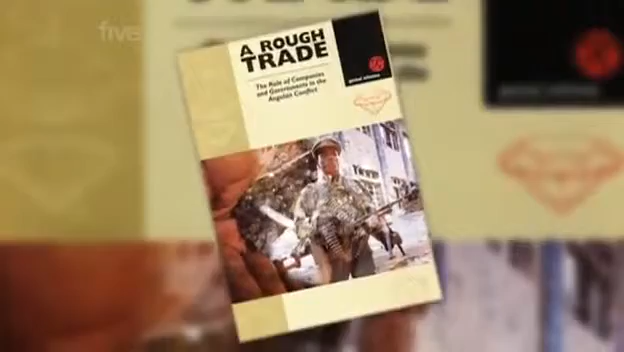 five
A ROUGH
TRADE
The Role of Companies
and Governments in the
Angolan Conflict
global witness